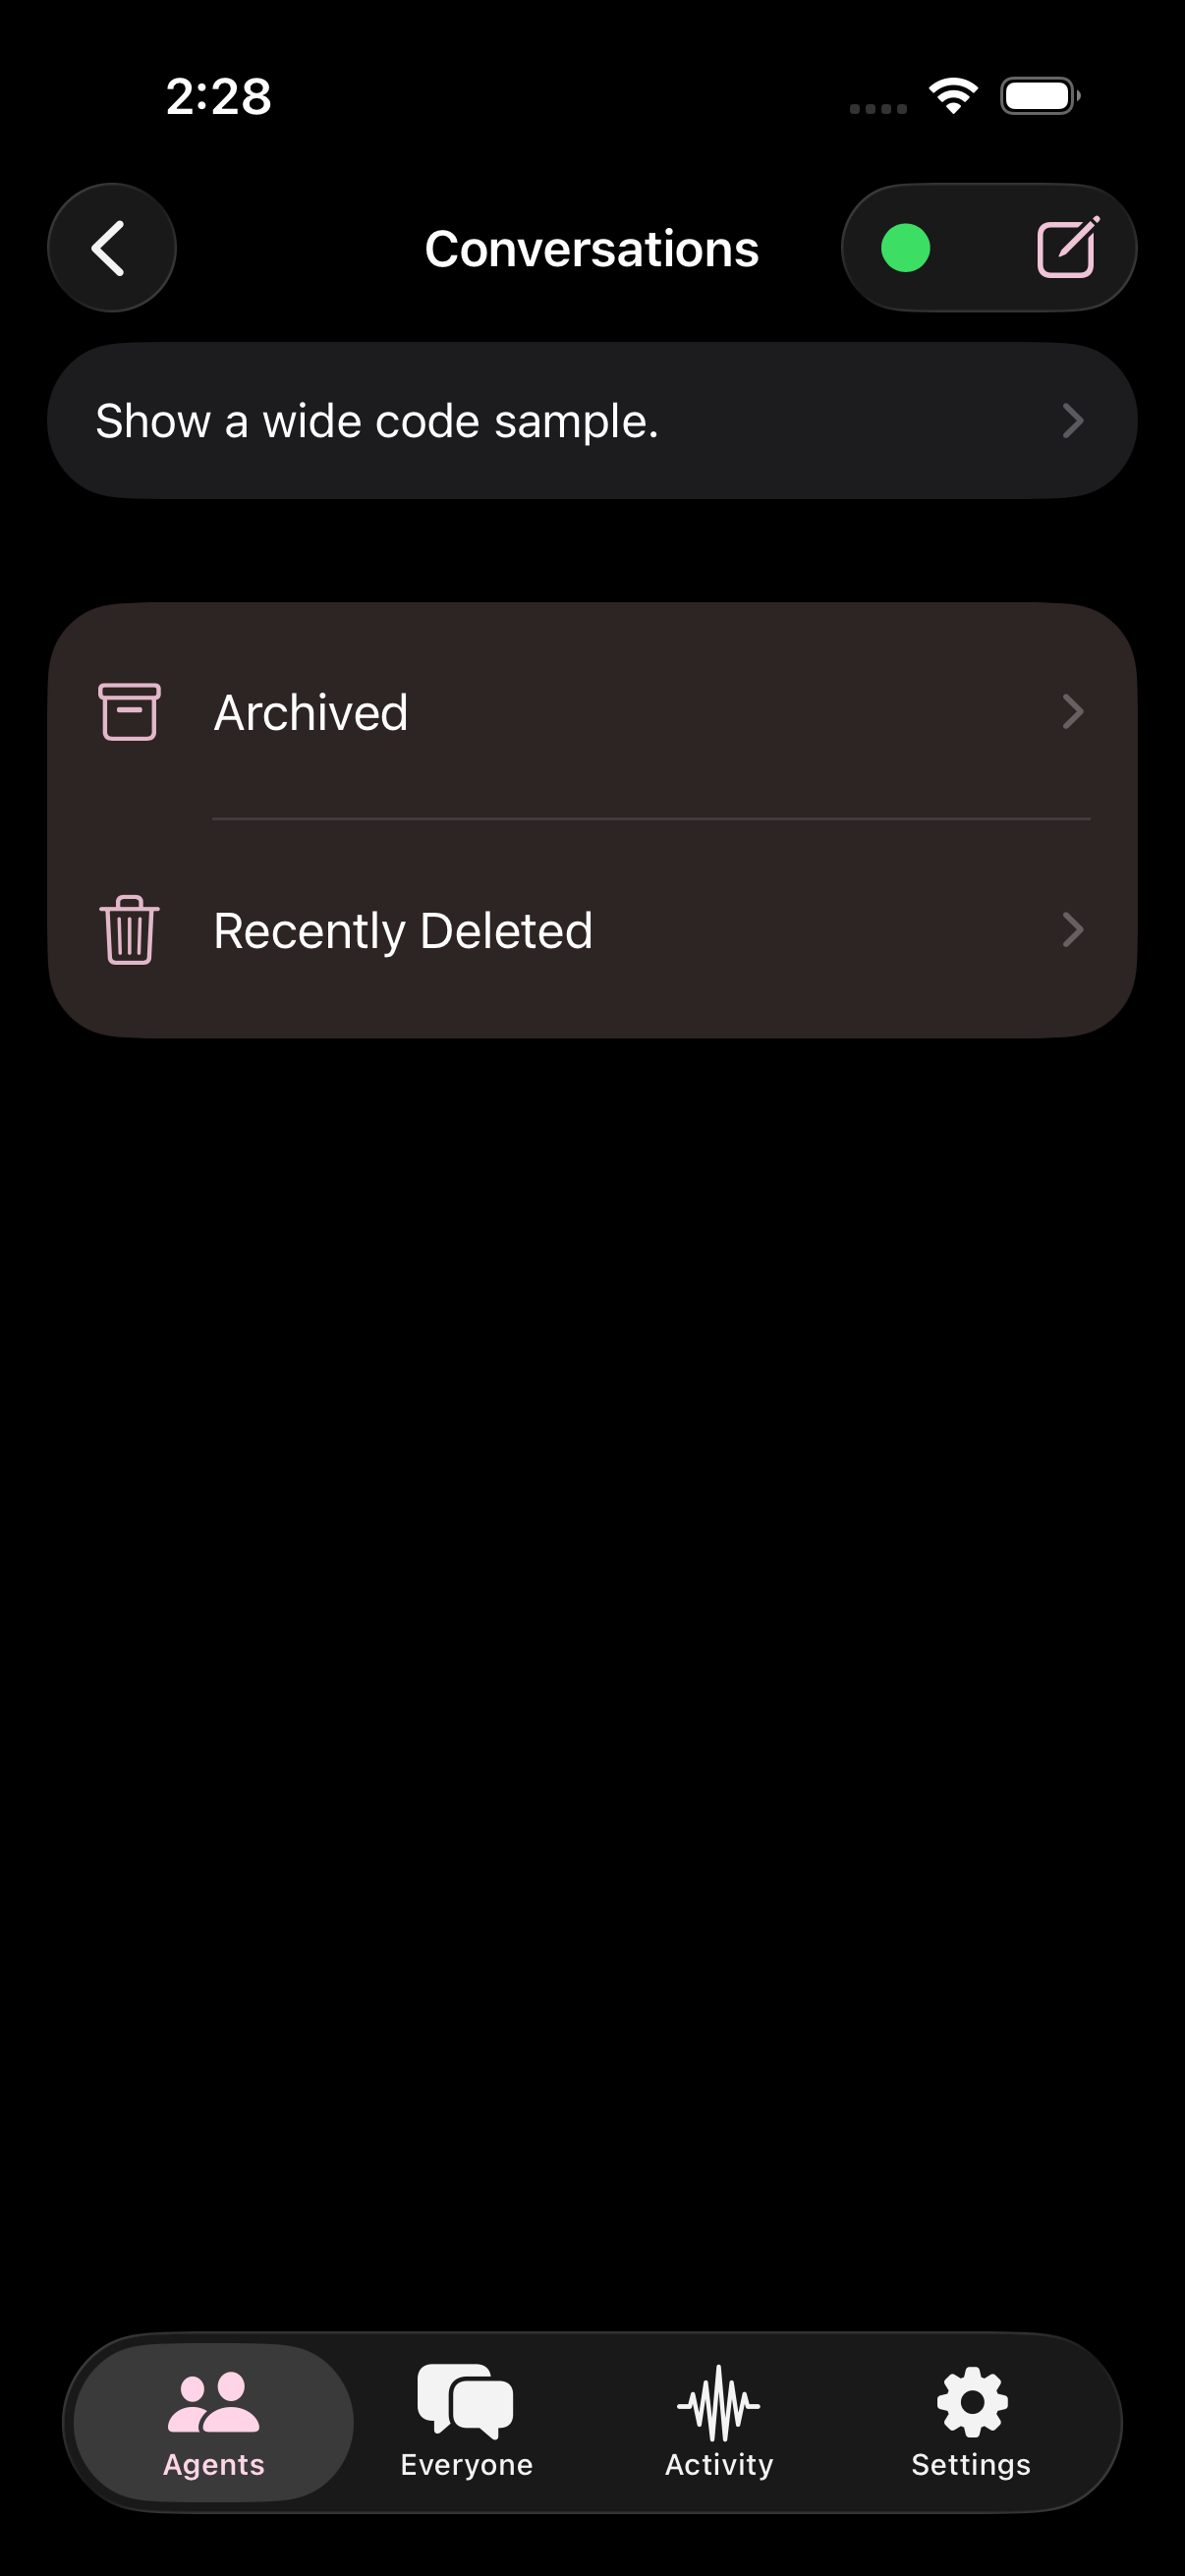 2:28
Conversations
Show a wide code sample.
Archived
Recently Deleted
Agents
Everyone
Activity
Settings